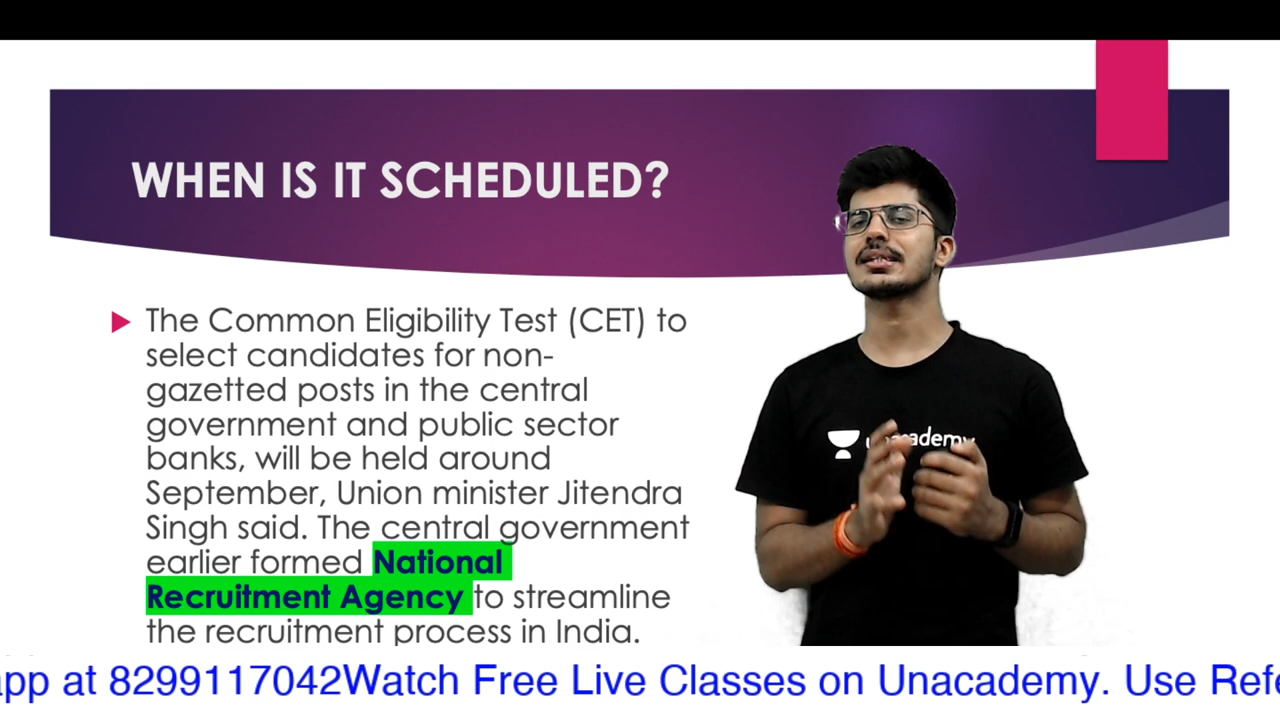 WHEN IS IT SCHEDULED?
The Common Eligibility Test (CET) to
select candidates for non-
gazetted posts in the central
government and public sector
banks, will be held around
September, Union minister Jitendra
Singh said. The central government
earlier formed National
Recruitment Agency to streamline
the recruitment process in India.
unacademy
app at 8299117042Watch Free Live Classes on Unacademy. Use Refe